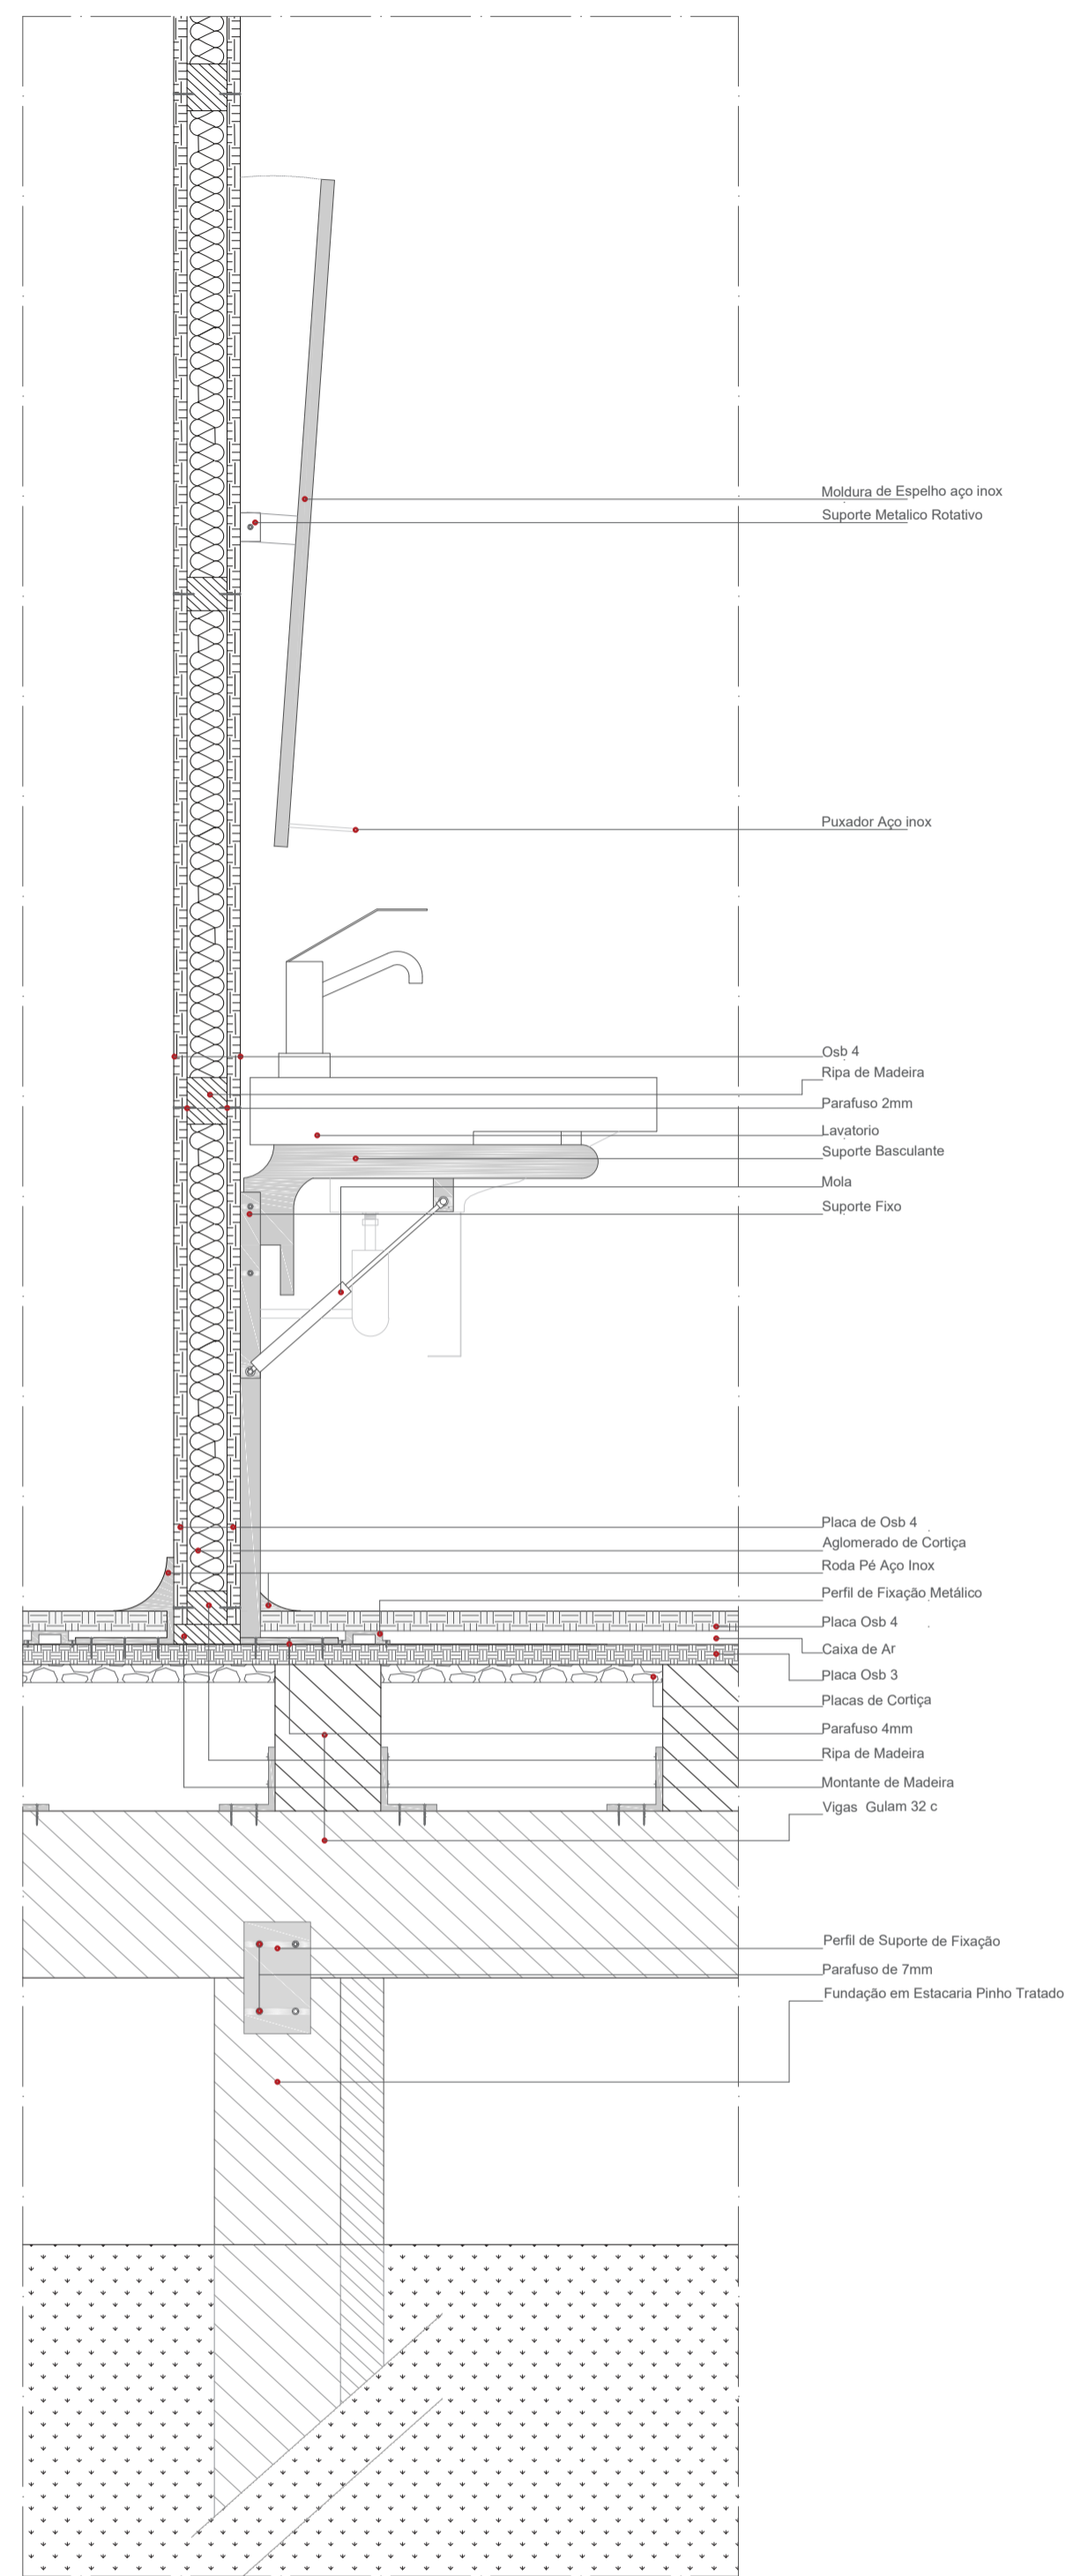 Moldura de Espelho aço inox
Suporte Metalico Rotativo
Puxador Aço inox
Osb 4
Ripa de Madeira
Parafuso 2mm
Lavatorio
Suporte Basculante
Mola
Suporte Fixo
Placa de Osb 4
Aglomerado de Cortiça
Roda Pé Aço Inox
Perfil de Fixação Metálico
Placa Osb 4
Caixa de Ar
Placa Osb 3
Placas de Cortiça
Parafuso 4mm
Ripa de Madeira
Montante de Madeira
Vigas Gulam 32 c
Perfil de Suporte de Fixação
Parafuso de 7mm
Fundação em Estacaria Pinho Tratado